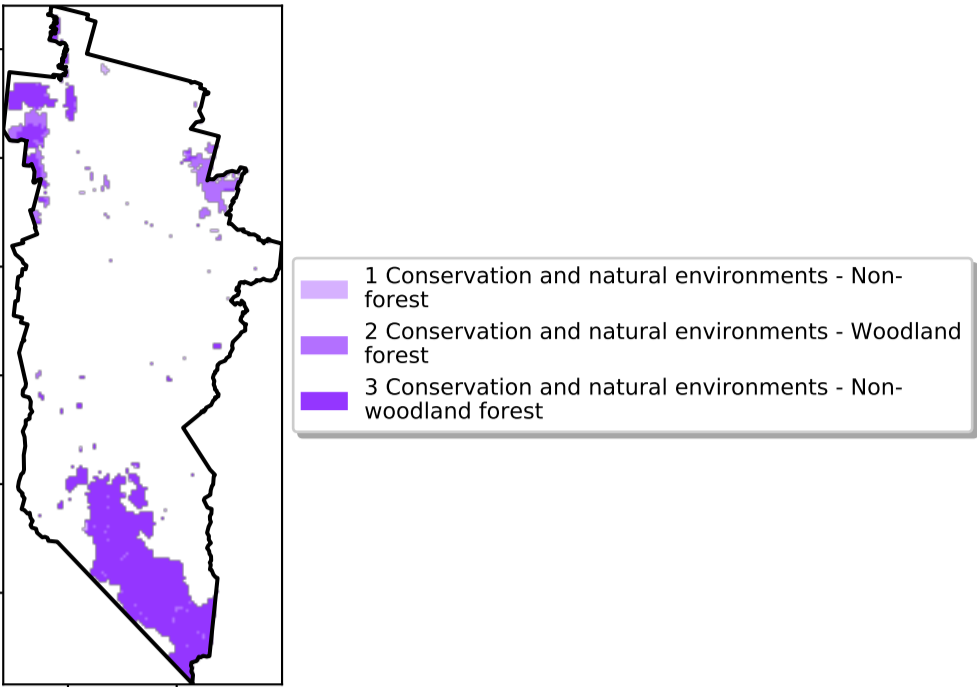 1 Conservation and natural environments - Non-
forest
2 Conservation and natural environments - Woodland
forest
3 Conservation and natural environments - Non-
woodland forest